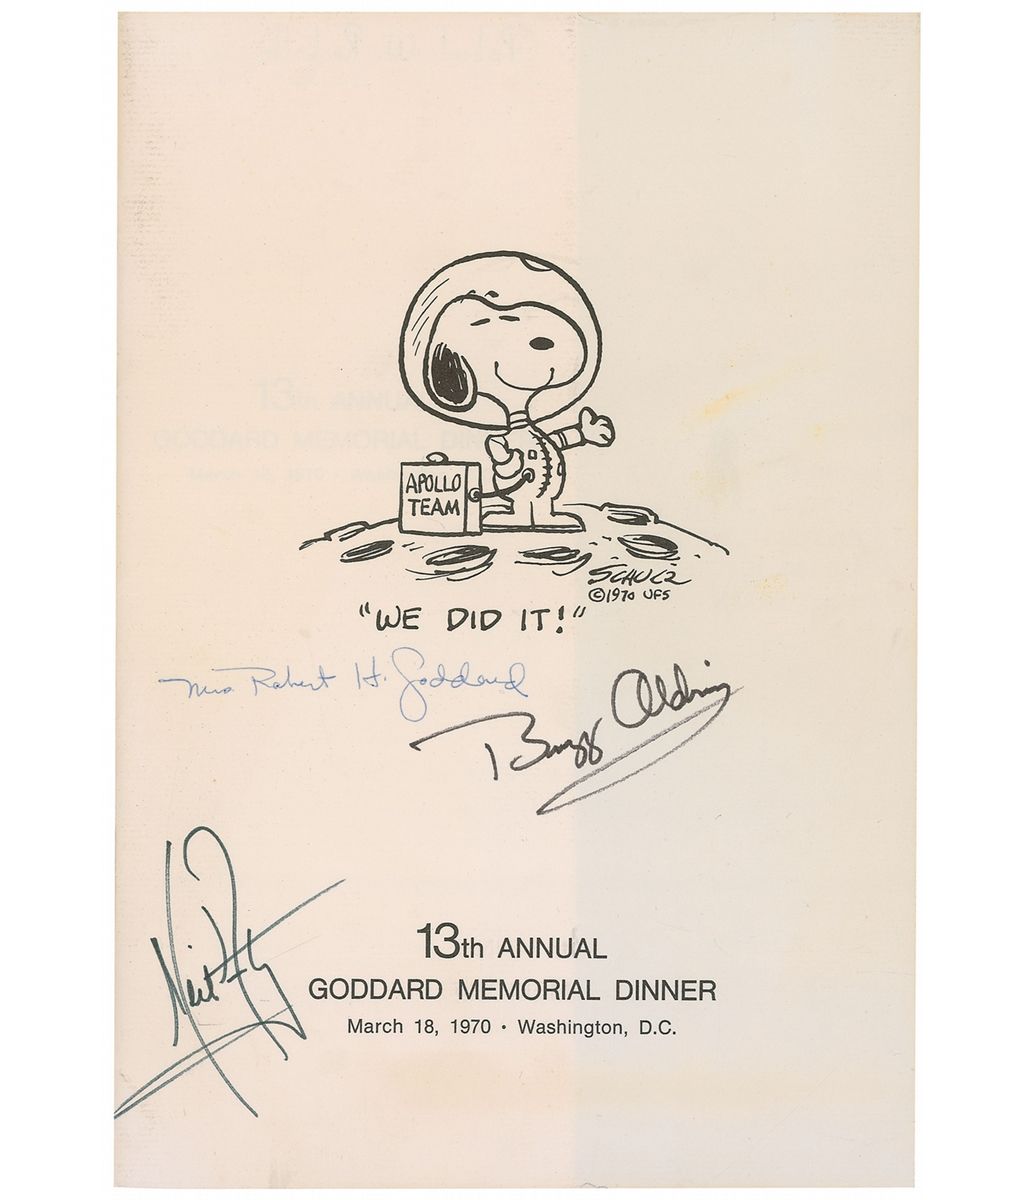 APOLLO
TEAM
SCHULZ
©1970 UFS
"WE DID IT!"
Mrs Robert H. Goddard
Buzz Aldrin
13th ANNUAL
GODDARD MEMORIAL DINNER
March 18, 1970 • Washington, D.C.